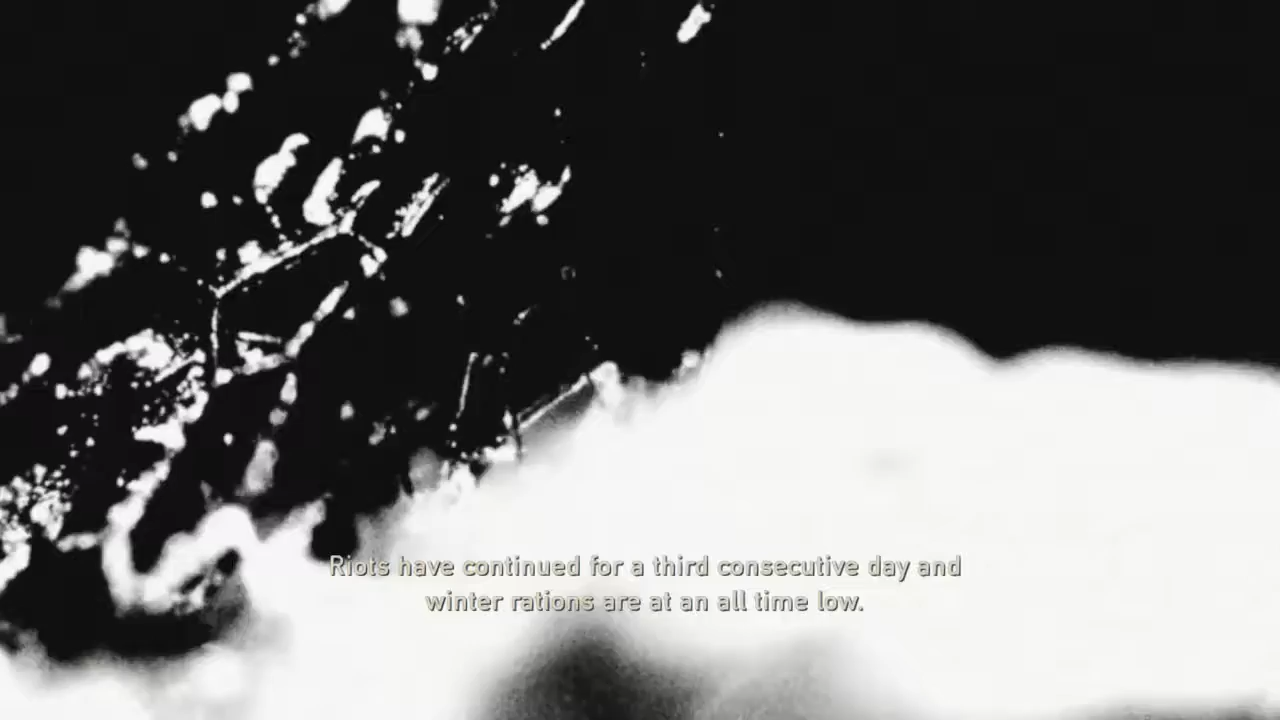 Riots have continued for a third consecutive day and
winter rations are at an all time low.